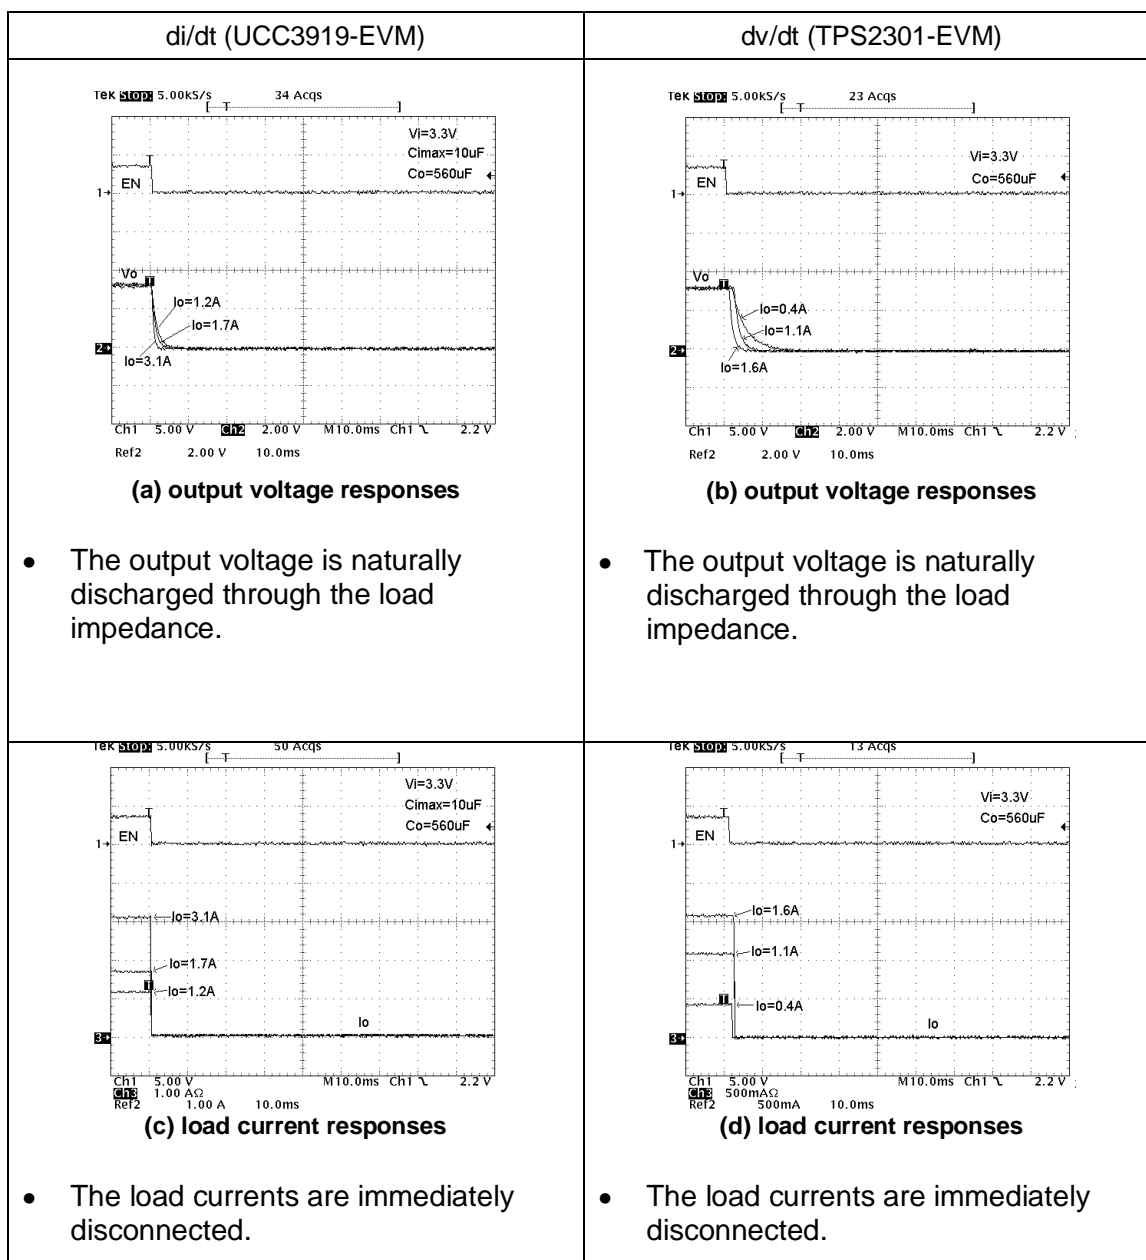 di/dt (UCC3919-EVM)
dv/dt (TPS2301-EVM)
Tek Stop: 5.00kS/s 34 Acqs
[ T ]
Vi=3.3V
Cimax=10uF
Co=560uF
T
EN
1
Vo
T
Io=1.2A
Io=1.7A
2
Io=3.1A
Ch1 5.00 V Ch2 2.00 V M10.0ms Ch1 2.2 V
Ref2 2.00 V 10.0ms
(a) output voltage responses
• The output voltage is naturally
discharged through the load
impedance.
Tek Stop: 5.00kS/s 23 Acqs
[ T ]
Vi=3.3V
Co=560uF
T
EN
1
Vo
T
Io=0.4A
Io=1.1A
2
Io=1.6A
Ch1 5.00 V Ch2 2.00 V M10.0ms Ch1 2.2 V
Ref2 2.00 V 10.0ms
(b) output voltage responses
• The output voltage is naturally
discharged through the load
impedance.
Tek Stop: 5.00kS/s 50 Acqs
[ T ]
Vi=3.3V
Cimax=10uF
Co=560uF
T
EN
1
Io=3.1A
Io=1.7A
T
Io=1.2A
Io
3
Ch1 5.00 V M10.0ms Ch1 2.2 V
Ch3 1.00 AΩ
Ref2 1.00 A 10.0ms
(c) load current responses
• The load currents are immediately
disconnected.
Tek Stop: 5.00kS/s 13 Acqs
[ T ]
Vi=3.3V
Co=560uF
T
EN
1
Io=1.6A
Io=1.1A
T
Io=0.4A
Io
3
Ch1 5.00 V M10.0ms Ch1 2.2 V
Ch3 500mAΩ
Ref2 500mA 10.0ms
(d) load current responses
• The load currents are immediately
disconnected.